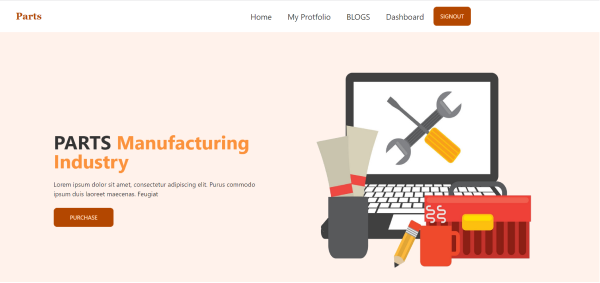 Parts
Home My Protfolio BLOGS Dashboard SIGNOUT
PARTS Manufacturing
Industry
Lorem ipsum dolor sit amet, consectetur adipiscing elit. Purus commodo
ipsum duis laoreet maecenas. Feugiat
PURCHASE